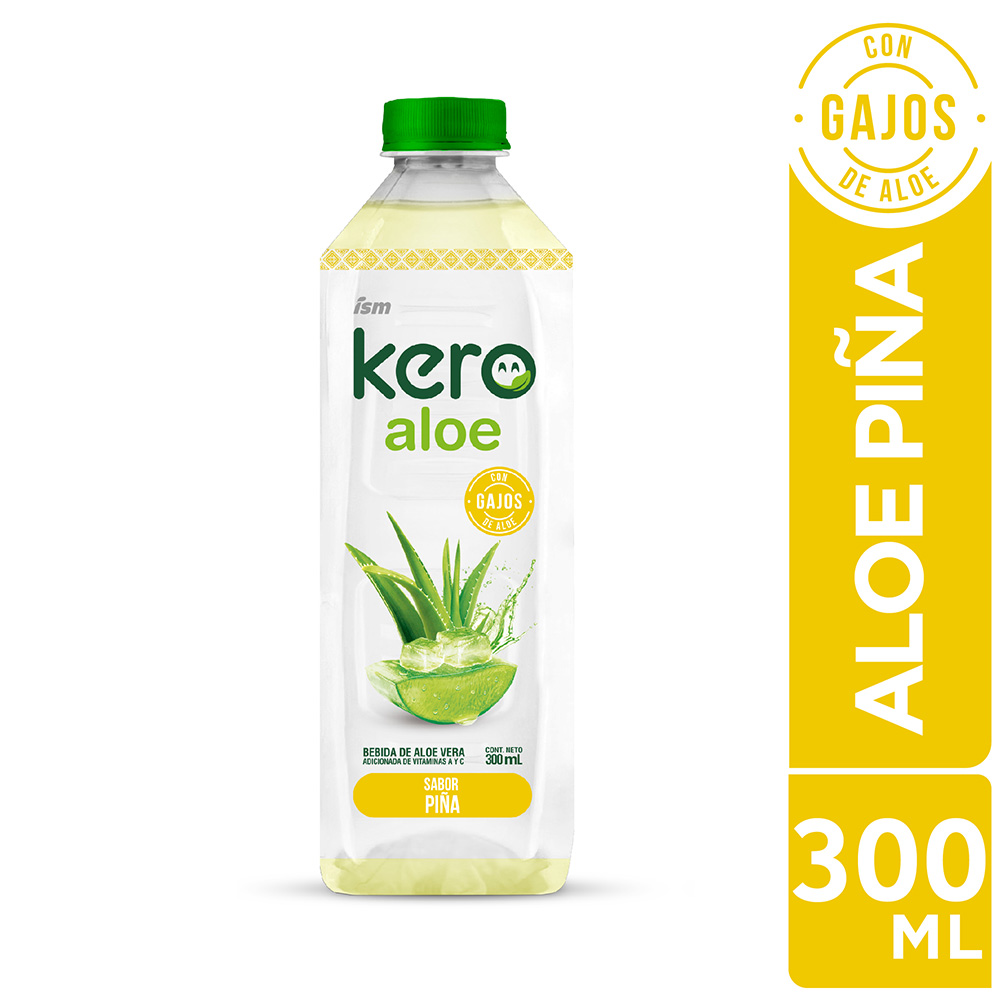 ism
kero
aloe
CON
GAJOS
DE ALOE
BEBIDA DE ALOE VERA
ADICIONADA DE VITAMINAS A Y C
CONT. NETO
300 mL
SABOR
PIÑA
CON
GAJOS
DE ALOE
ALOE PIÑA
300
ML